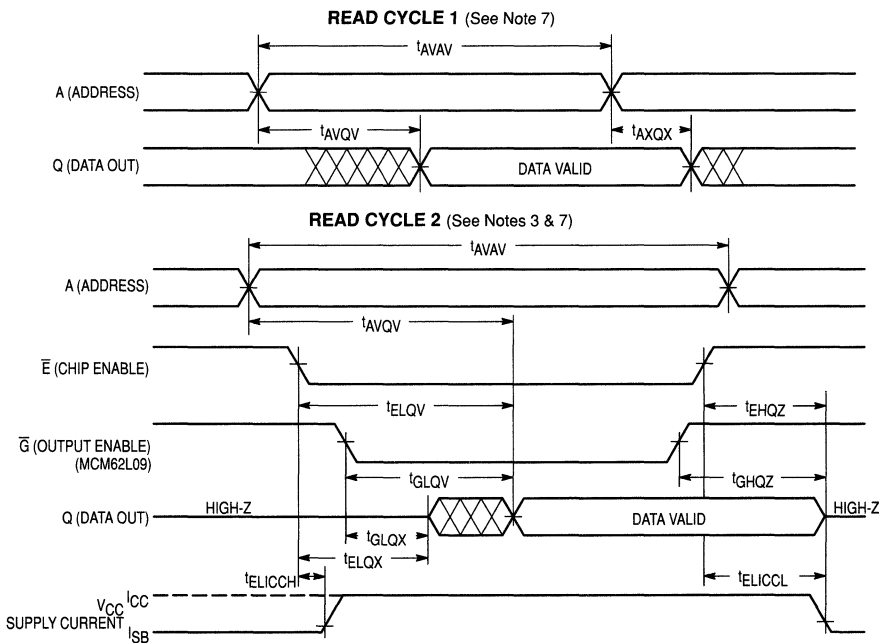 READ CYCLE 1 (See Note 7)
tAVAV
A (ADDRESS)
tAVQV
tAXQX
Q (DATA OUT)
DATA VALID
READ CYCLE 2 (See Notes 3 & 7)
tAVAV
A (ADDRESS)
tAVQV
E̅ (CHIP ENABLE)
tELQV
tEHQZ
G̅ (OUTPUT ENABLE)
(MCM62L09)
tGLQV
tGHQZ
Q (DATA OUT)
HIGH-Z
DATA VALID
HIGH-Z
tGLQX
tELQX
tELICCH
tELICCL
VCC
ICC
SUPPLY CURRENT
ISB